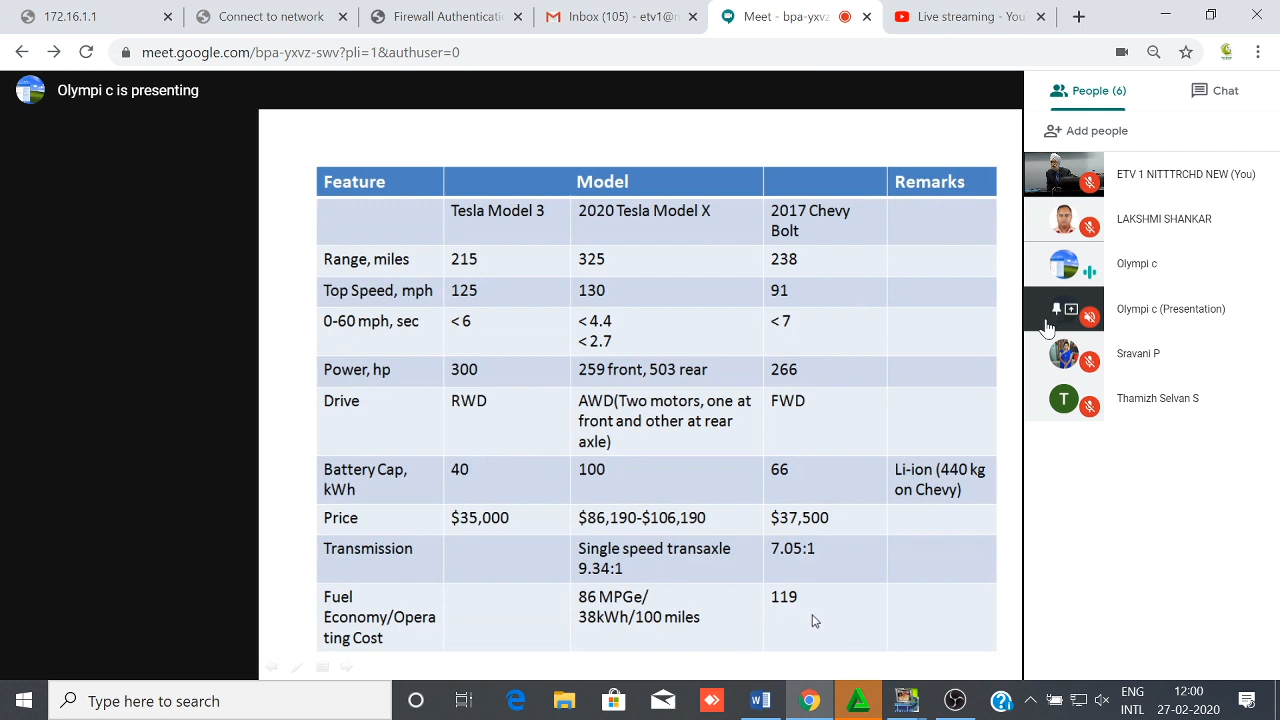 172.16.1.1
Connect to network
Firewall Authenticati
Inbox (105) - etv1@n
Meet - bpa-yxvz
Live streaming - You
meet.google.com/bpa-yxvz-swv?pli=1&authuser=0
Olympi c is presenting
People (6)
Chat
Add people
ETV 1 NITTTRCHD NEW (You)
LAKSHMI SHANKAR
Olympi c
Olympi c (Presentation)
Sravani P
T
Thamizh Selvan S
Feature Model Remarks
Tesla Model 3 2020 Tesla Model X 2017 Chevy
Bolt
Range, miles 215 325 238
Top Speed, mph 125 130 91
0-60 mph, sec < 6 < 4.4 < 7
< 2.7
Power, hp 300 259 front, 503 rear 266
Drive RWD AWD(Two motors, one at FWD
front and other at rear
axle)
Battery Cap, 40 100 66 Li-ion (440 kg
kWh on Chevy)
Price $35,000 $86,190-$106,190 $37,500
Transmission Single speed transaxle 7.05:1
9.34:1
Fuel 86 MPGe/ 119
Economy/Opera 38kWh/100 miles
ting Cost
Type here to search
ENG 12:00
INTL 27-02-2020